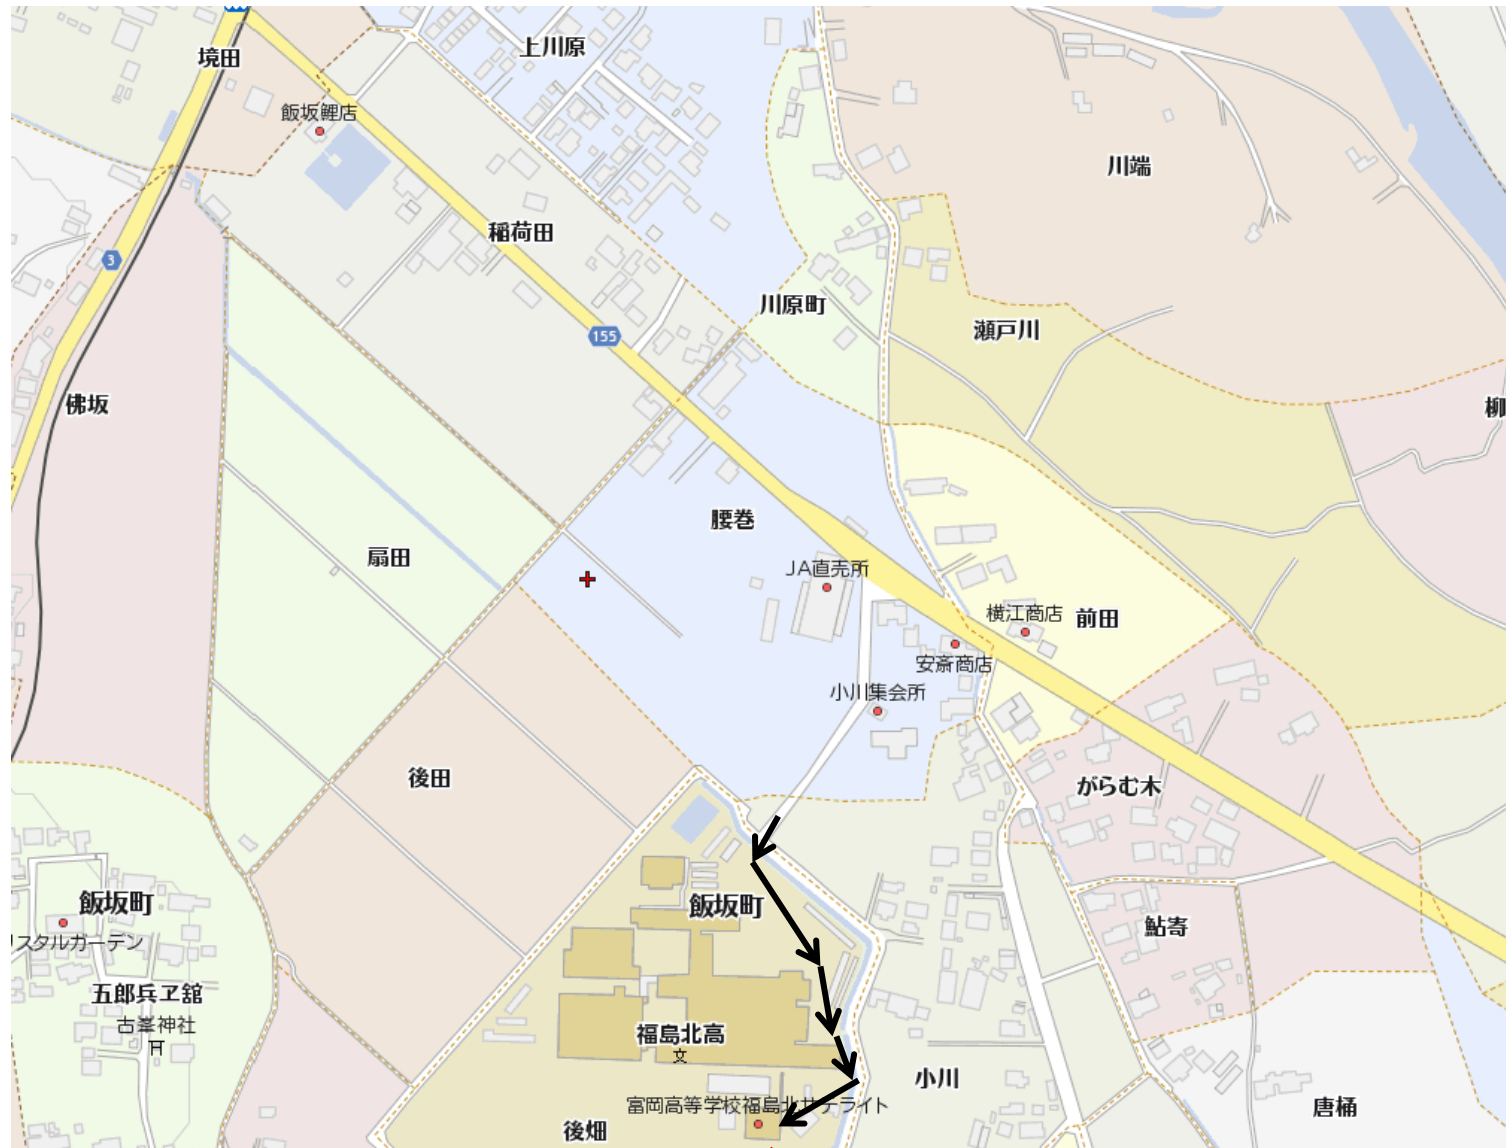 上川原
境田
飯坂鯉店
川端
稲荷田
3
川原町
瀬戸川
155
佛坂
柳
腰巻
扇田
JA直売所
横江商店
前田
安斎商店
小川集会所
後田
がらむ木
飯坂町
飯坂町
鮎寄
リスタルガーデン
五郎兵ヱ舘
古峯神社
福島北高
文
小川
富岡高等学校福島北サテライト
唐桶
後畑